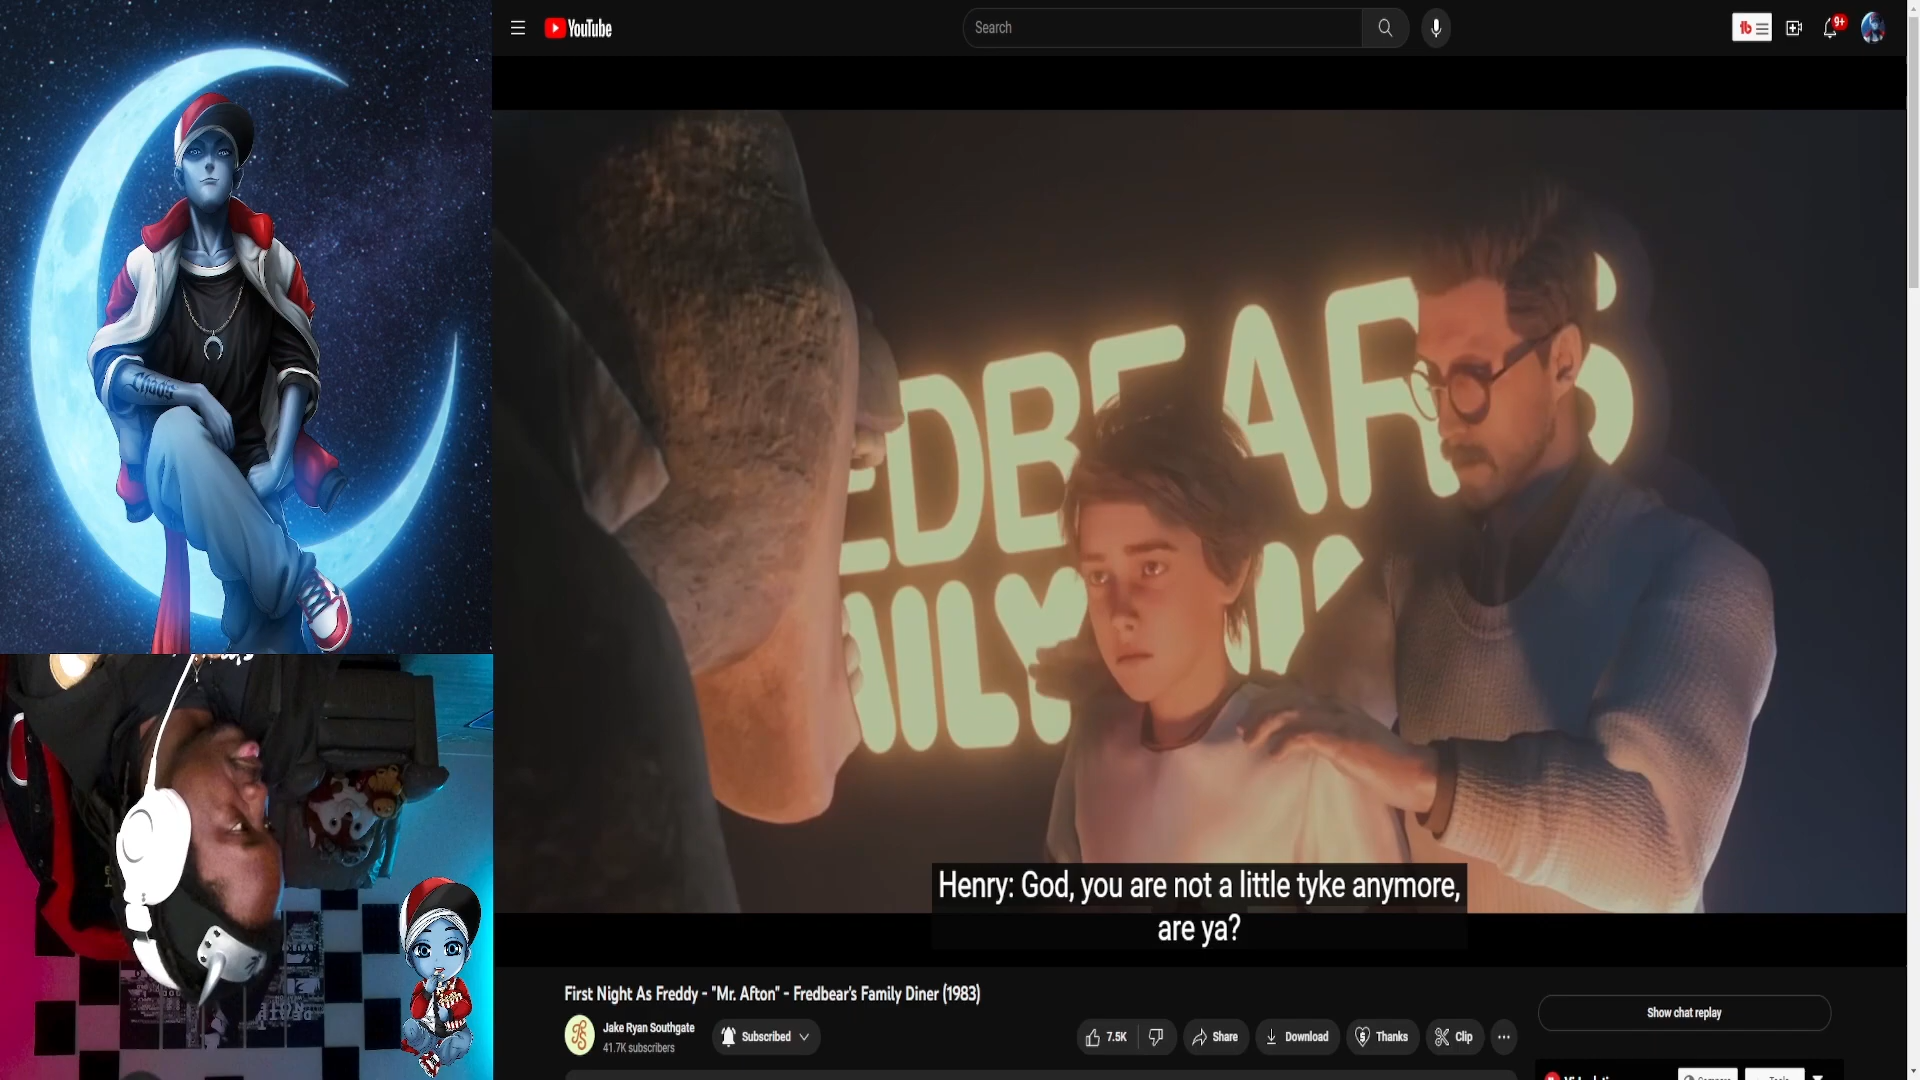 YouTube
Search
9+
Chaos
EDBEAR S
AILY
Henry: God, you are not a little tyke anymore,
are ya?
First Night As Freddy - "Mr. Afton" - Fredbear's Family Diner (1983)
Jake Ryan Southgate
41.7K subscribers
Subscribed
7.5K
Share
Download
Thanks
Clip
Show chat replay